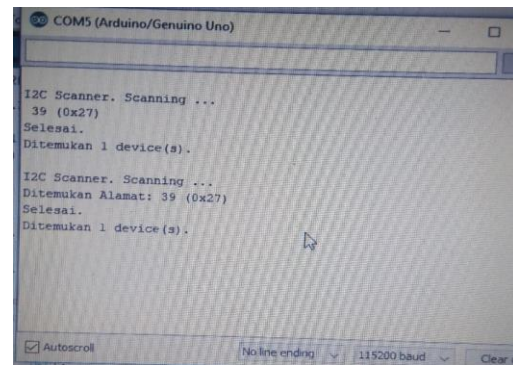 COM5 (Arduino/Genuino Uno)
I2C Scanner. Scanning ...
39 (0x27)
Selesai.
Ditemukan 1 device(s).
I2C Scanner. Scanning ...
Ditemukan Alamat: 39 (0x27)
Selesai.
Ditemukan 1 device(s).
Autoscroll No line ending 115200 baud Clear